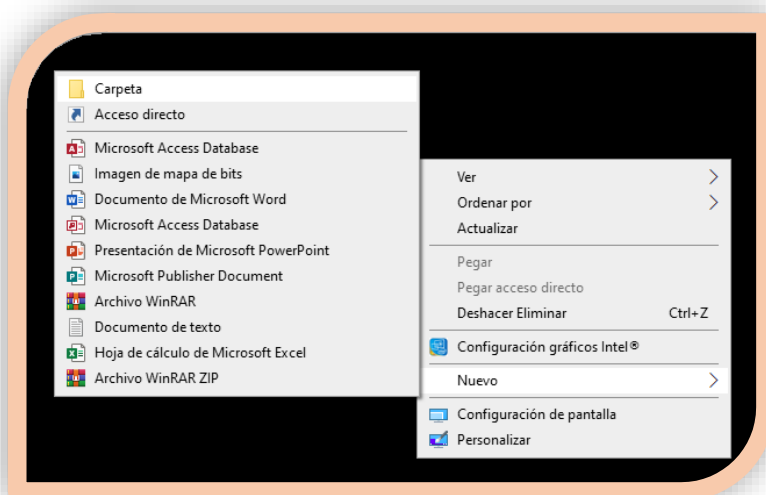 Carpeta
Acceso directo
Microsoft Access Database
Imagen de mapa de bits
Documento de Microsoft Word
Microsoft Access Database
Presentación de Microsoft PowerPoint
Microsoft Publisher Document
Archivo WinRAR
Documento de texto
Hoja de cálculo de Microsoft Excel
Archivo WinRAR ZIP
Ver
Ordenar por
Actualizar
Pegar
Pegar acceso directo
Deshacer Eliminar Ctrl+Z
Configuración gráficos Intel®
Nuevo
Configuración de pantalla
Personalizar